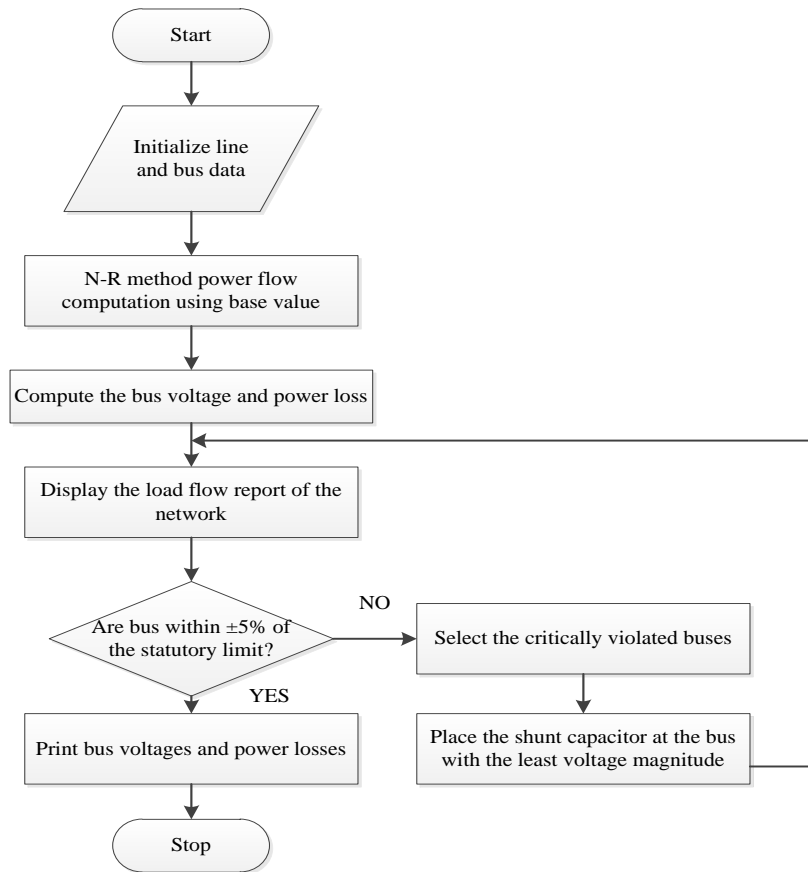 Start
Initialize line
and bus data
N-R method power flow
computation using base value
Compute the bus voltage and power loss
Display the load flow report of the
network
Are bus within ±5% of
the statutory limit?
NO
Select the critically violated buses
YES
Print bus voltages and power losses
Place the shunt capacitor at the bus
with the least voltage magnitude
Stop